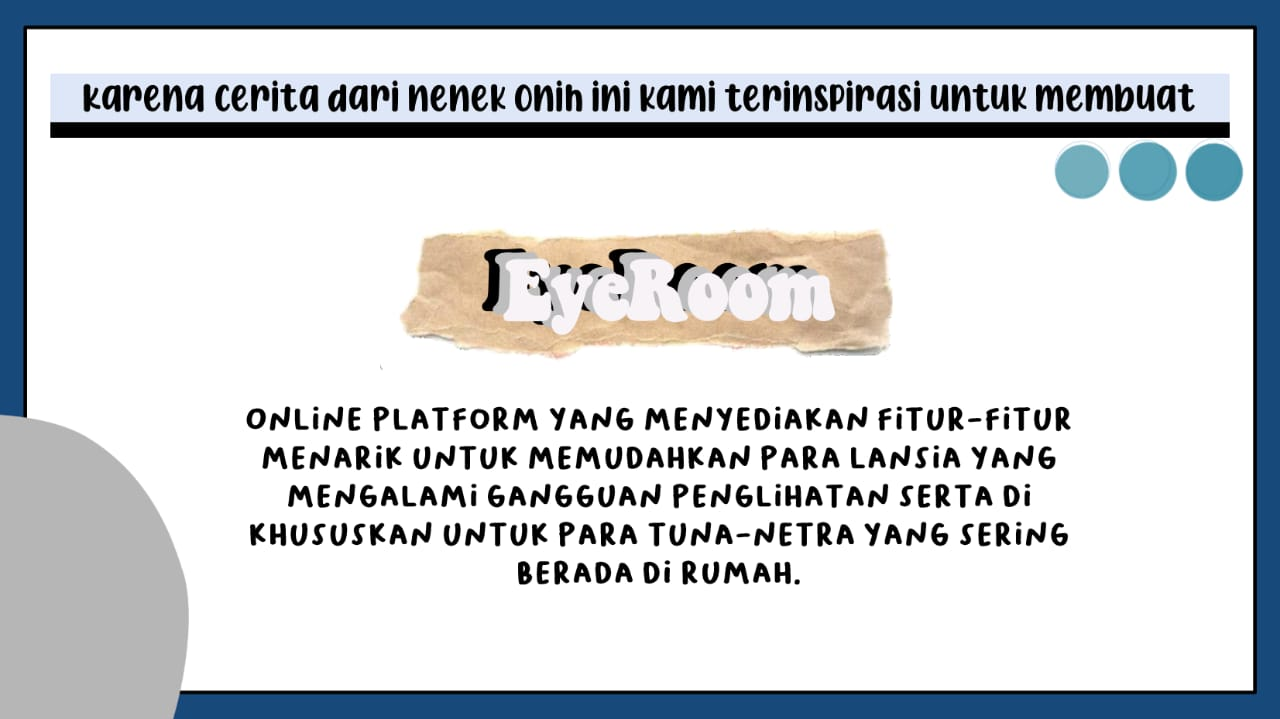 Karena cerita dari nenek Onih ini kami terinspirasi untuk membuat
EyeRoom
ONLINE PLATFORM YANG MENYEDIAKAN FITUR-FITUR
MENARIK UNTUK MEMUDAHKAN PARA LANSIA YANG
MENGALAMI GANGGUAN PENGLIHATAN SERTA DI
KHUSUSKAN UNTUK PARA TUNA-NETRA YANG SERING
BERADA DI RUMAH.